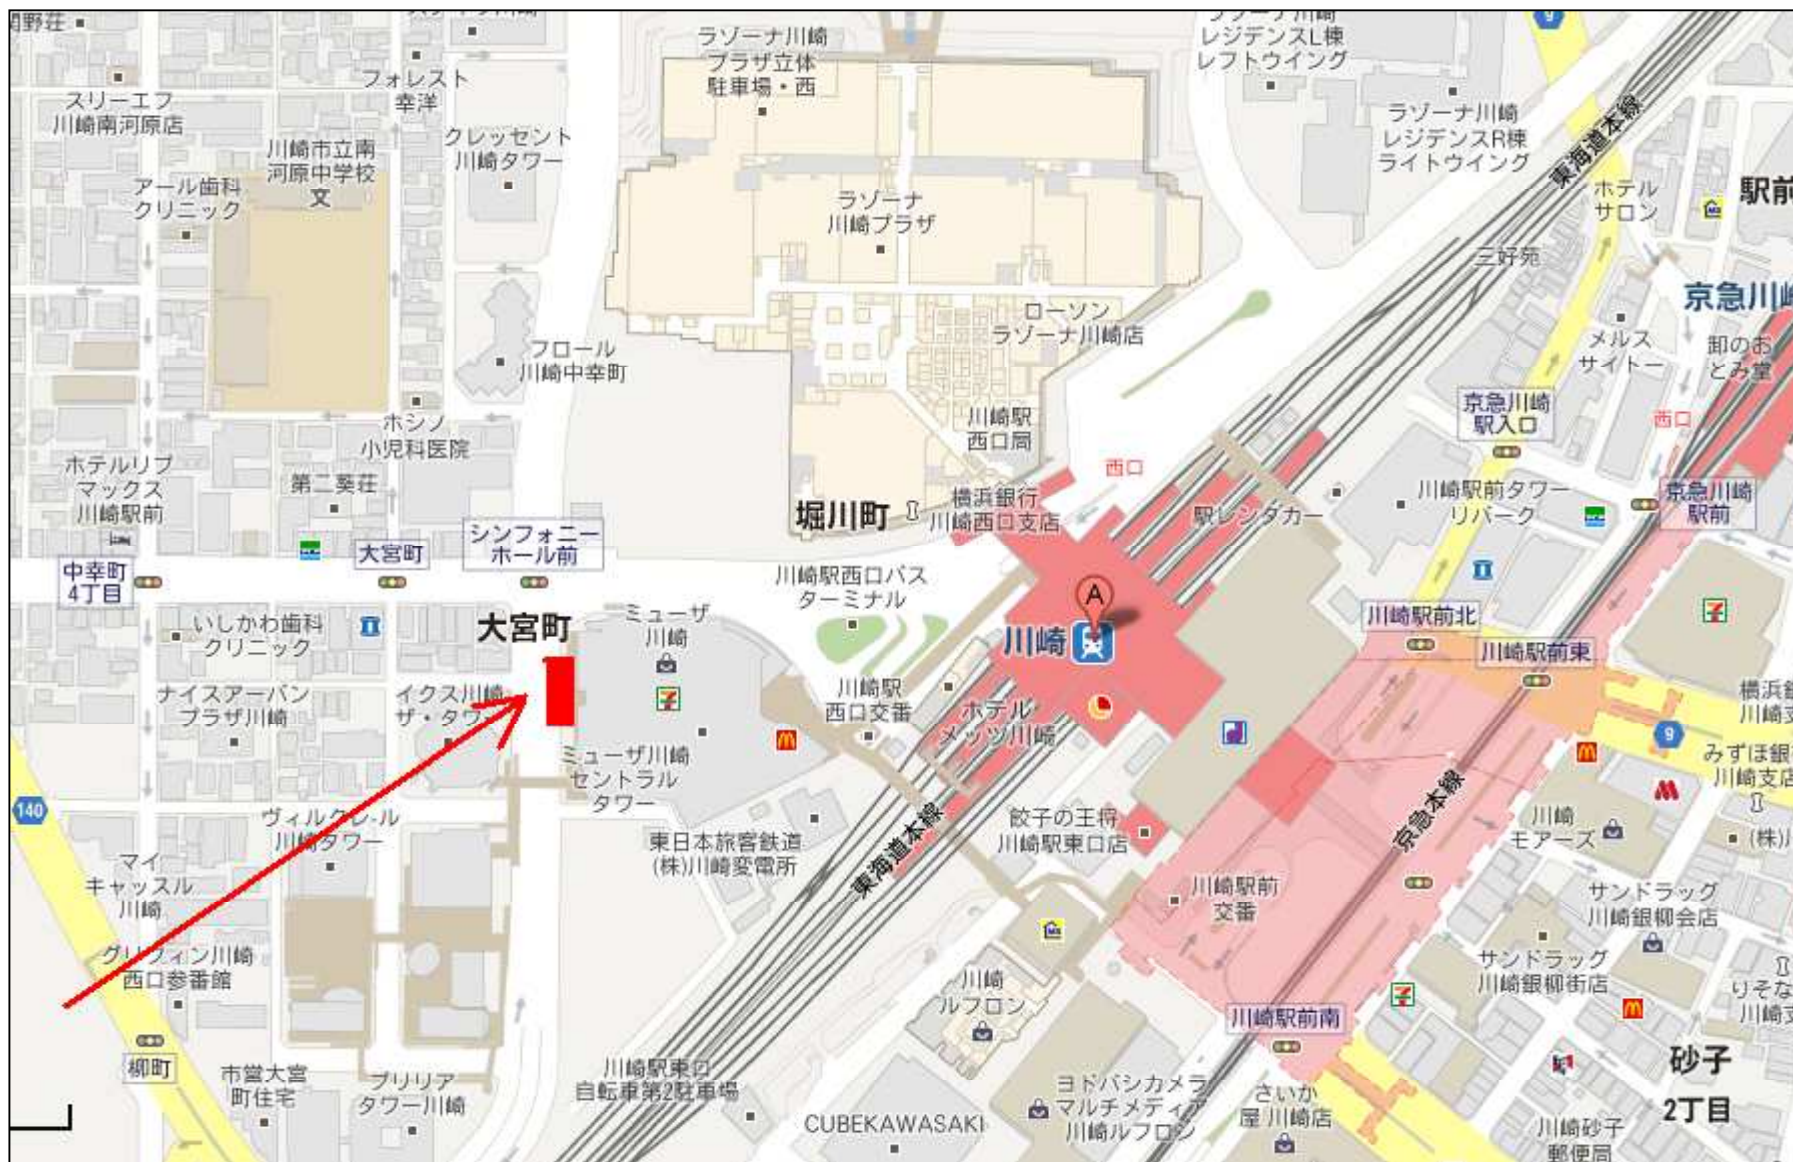 スリーエフ
川崎南河原店
フォレスト
幸洋
川崎市立南
河原中学校
文
クレッセント
川崎タワー
アール歯科
クリニック
ラゾーナ川崎
プラザ立体
駐車場・西
ラゾーナ
川崎プラザ
レジデンスL棟
レフトウイング
ラゾーナ川崎
レジデンスR棟
ライトウイング
9
東海道本線
ホテル
サロン
駅前
三好苑
京急川崎
メルス
サイトー
卸のお
とみ堂
ローソン
ラゾーナ川崎店
フロール
川崎中幸町
ホシノ
小児科医院
川崎駅
西口局
京急川崎
駅入口
西口
ホテルリブ
マックス
川崎駅前
第二葵荘
堀川町
横浜銀行
川崎西口支店
西口
駅レンタカー
川崎駅前タワー
リパーク
京急川崎
駅前
中幸町
4丁目
大宮町
シンフォニー
ホール前
川崎駅西口バス
ターミナル
A
川崎
川崎駅前北
川崎駅前東
いしかわ歯科
クリニック
大宮町
ミューザ
川崎
ナイスアーバン
プラザ川崎
イクス川崎
ザ・タワー
川崎駅
西口交番
ホテル
メッツ川崎
ミューザ川崎
セントラル
タワー
9
横浜銀
川崎支
みずほ銀
川崎支店
140
ヴィルクレール
川崎タワー
東日本旅客鉄道
(株)川崎変電所
東海道本線
餃子の王将
川崎駅東口店
京急本線
川崎
モアーズ
マイ
キャッスル
川崎
川崎駅前
交番
サンドラッグ
川崎銀柳会店
グリフィン川崎
西口参番館
川崎
ルフロン
サンドラッグ
川崎銀柳街店
りそな
川崎支
川崎駅前南
柳町
市営大宮
町住宅
ブリリア
タワー川崎
川崎駅東口
自転車第2駐車場
CUBEKAWASAKI
ヨドバシカメラ
マルチメディア
川崎ルフロン
さいか
屋 川崎店
砂子
2丁目
川崎砂子
郵便局